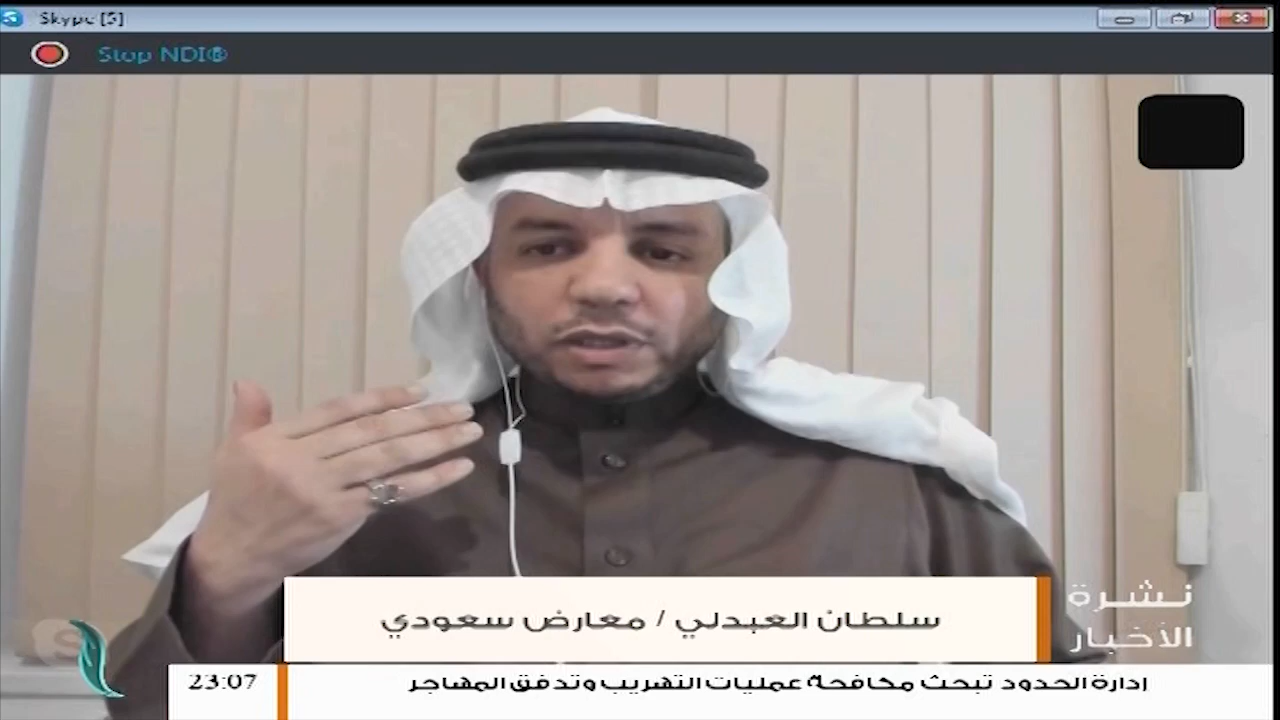 Skype [5]
Stop NDI®
سلطان العبدلي / معارض سعودي
نشرة
الأخبار
23:07
إدارة الحدود تبحث مكافحة عمليات التهريب وتدفق المهاجر